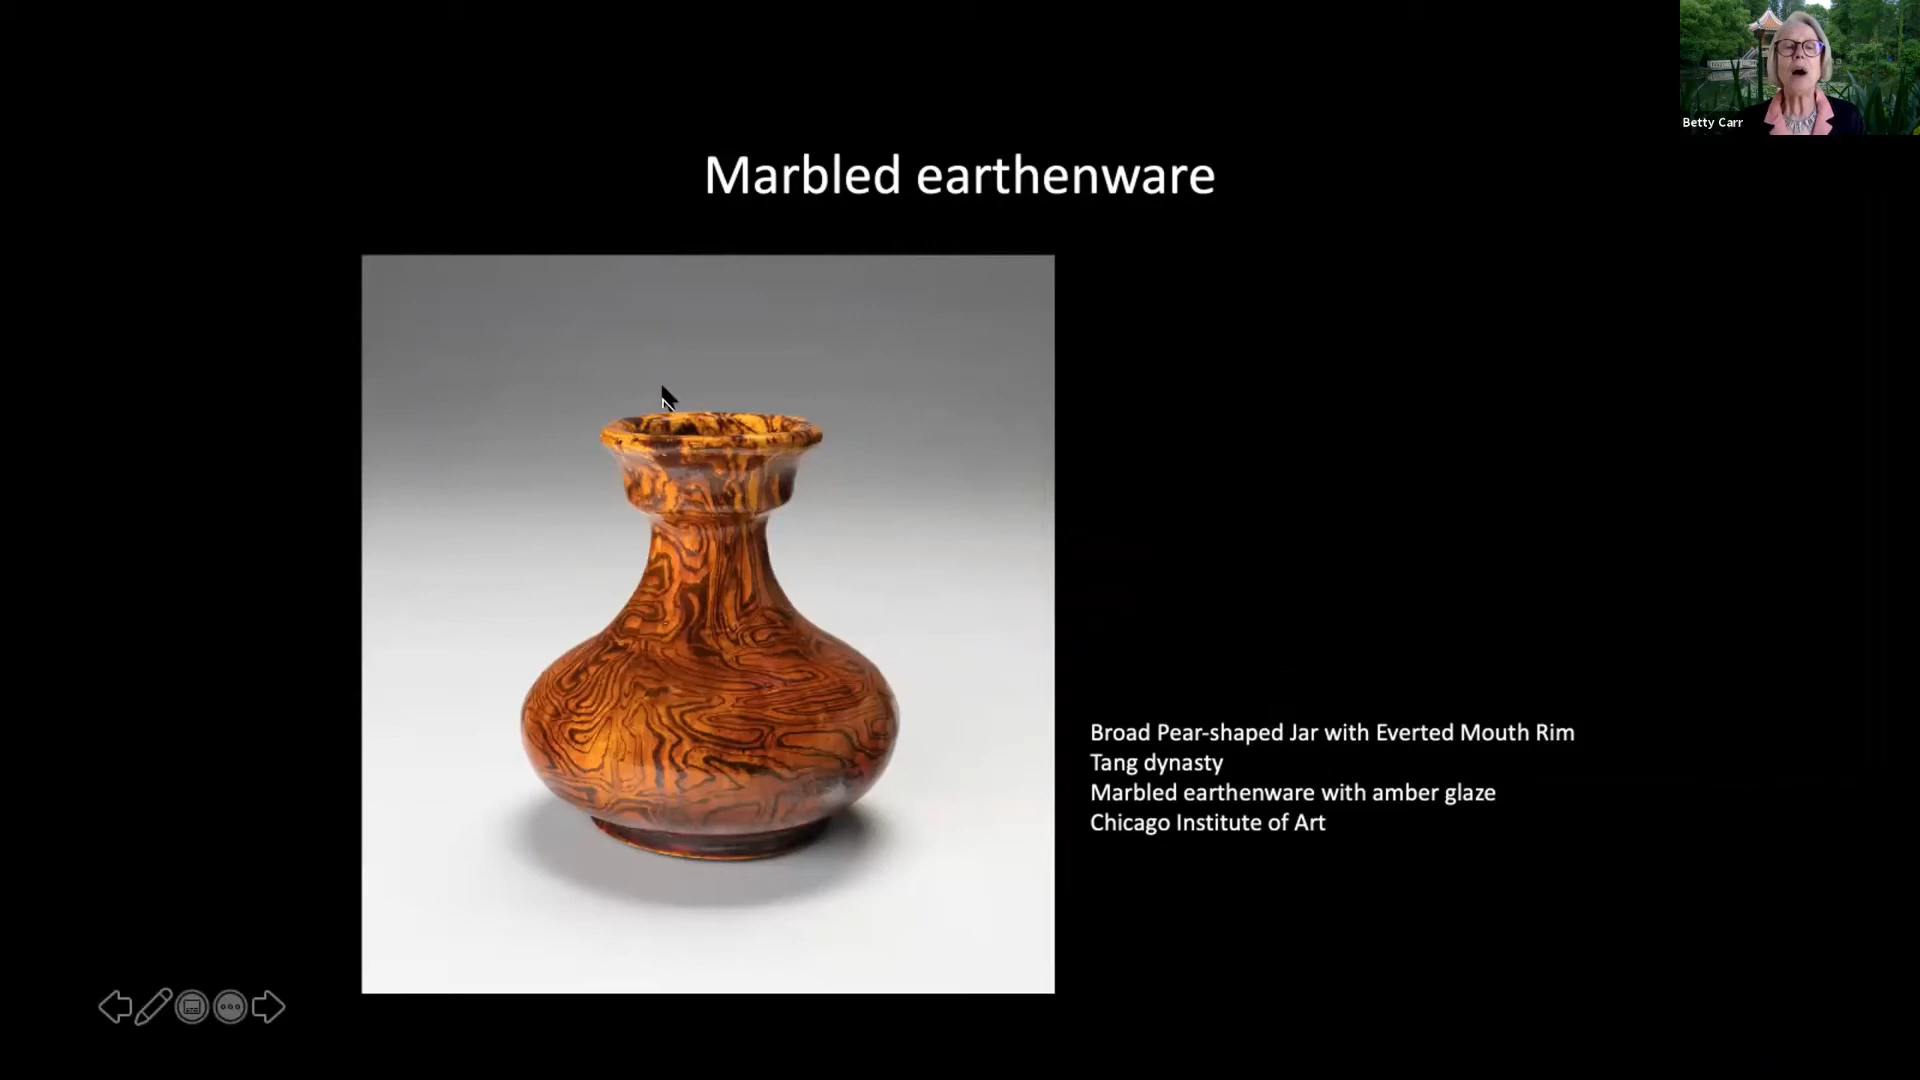 Betty Carr
Marbled earthenware
Broad Pear-shaped Jar with Everted Mouth Rim
Tang dynasty
Marbled earthenware with amber glaze
Chicago Institute of Art